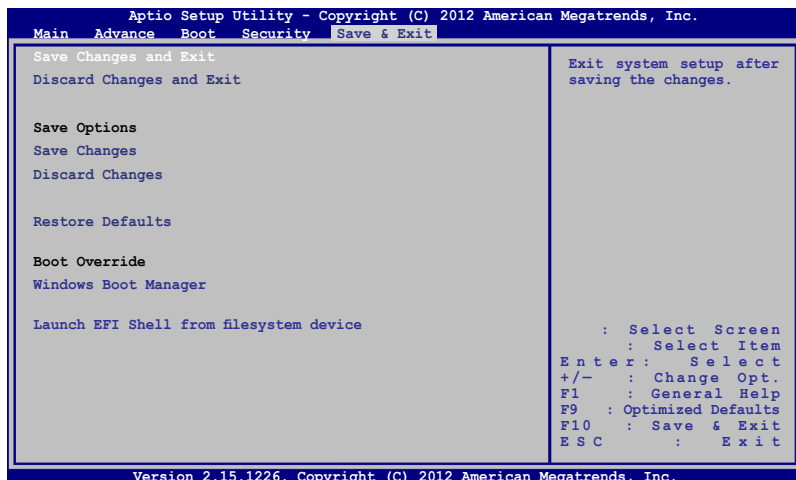 Aptio Setup Utility - Copyright (C) 2012 American Megatrends, Inc.
Main Advance Boot Security Save & Exit
Save Changes and Exit
Discard Changes and Exit
Save Options
Save Changes
Discard Changes
Restore Defaults
Boot Override
Windows Boot Manager
Launch EFI Shell from filesystem device
Exit system setup after
saving the changes.
: Select Screen
: Select Item
Enter: Select
+/— : Change Opt.
F1 : General Help
F9 : Optimized Defaults
F10 : Save & Exit
ESC : Exit
Version 2.15.1226. Copyright (C) 2012 American Megatrends, Inc.